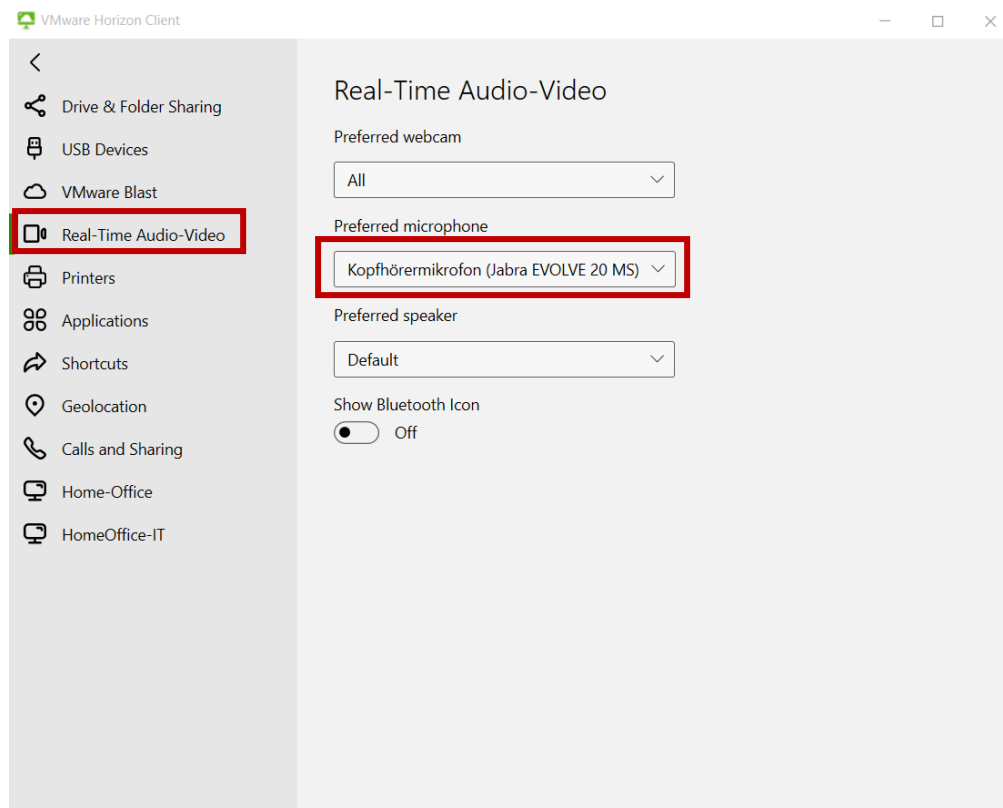 VMware Horizon Client
Drive & Folder Sharing
USB Devices
VMware Blast
Real-Time Audio-Video
Printers
Applications
Shortcuts
Geolocation
Calls and Sharing
Home-Office
HomeOffice-IT
Real-Time Audio-Video
Preferred webcam
All
Preferred microphone
Kopfhörermikrofon (Jabra EVOLVE 20 MS)
Preferred speaker
Default
Show Bluetooth Icon
Off